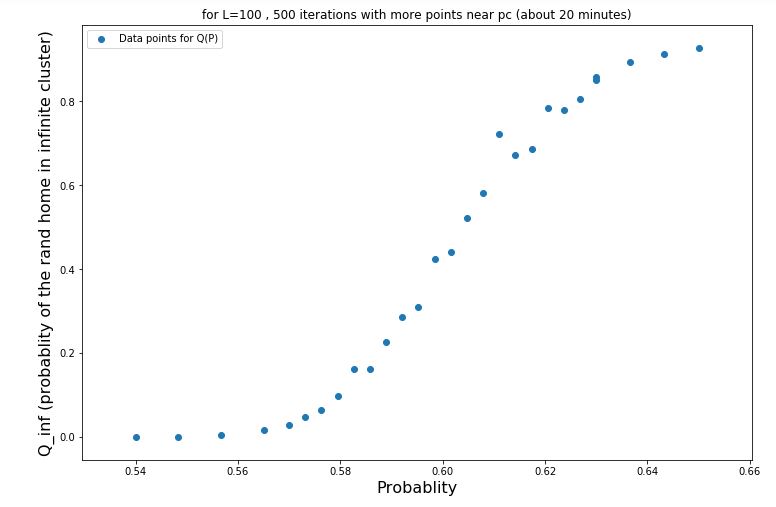 for L=100 , 500 iterations with more points near pc (about 20 minutes)
Data points for Q(P)
Q_inf (probablity of the rand home in infinite cluster)
0.8
0.6
0.4
0.2
0.0
0.54 0.56 0.58 0.60 0.62 0.64 0.66
Probablity